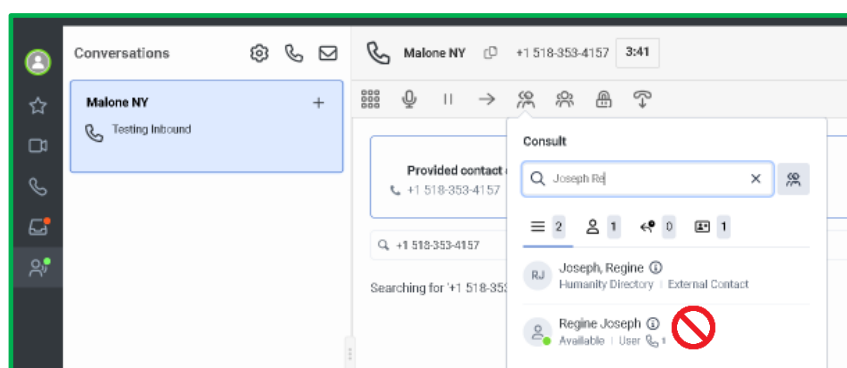 Conversations
Malone NY +1 518-353-4157 3:41
Malone NY
Testing Inbound
Consult
Provided contact
+1 518-353-4157
Joseph Re
2 1 0 1
+1 518-353-4157
RJ Joseph, Regine
Humanity Directory | External Contact
Searching for '+1 518-35
Regine Joseph
Available | User 1